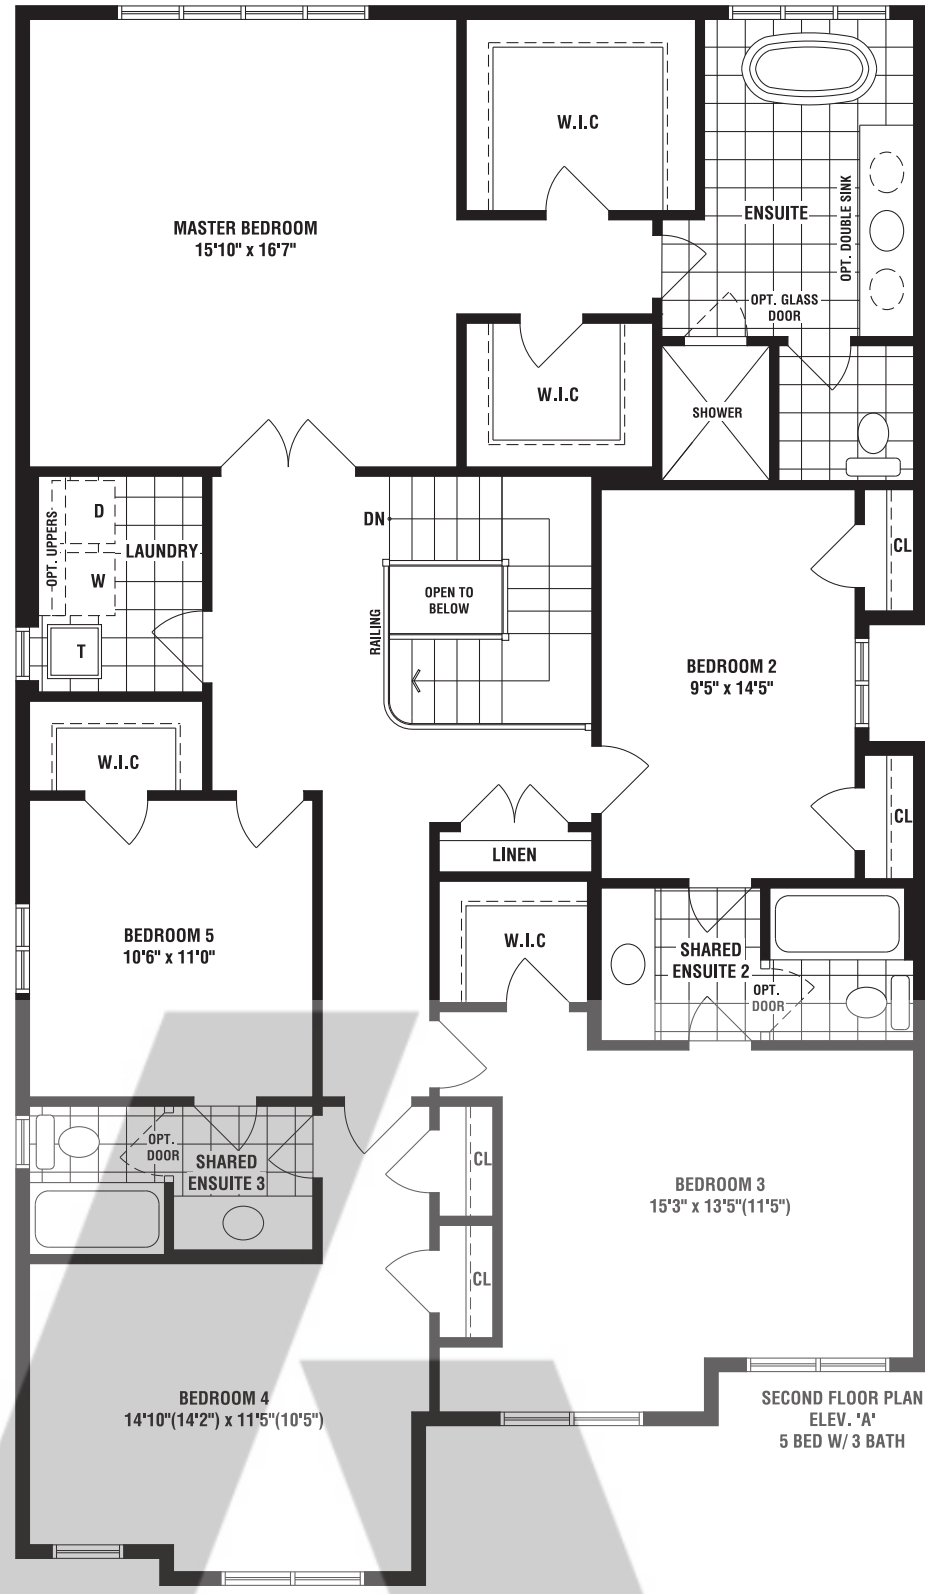 W.I.C
MASTER BEDROOM
15'10" x 16'7"
ENSUITE
OPT. DOUBLE SINK
OPT. GLASS
DOOR
W.I.C
SHOWER
OPT. UPPERS
D
LAUNDRY
W
T
DN
OPEN TO
BELOW
RAILING
CL
BEDROOM 2
9'5" x 14'5"
W.I.C
CL
LINEN
BEDROOM 5
10'6" x 11'0"
W.I.C
SHARED
ENSUITE 2
OPT.
DOOR
OPT.
DOOR
SHARED
ENSUITE 3
CL
BEDROOM 3
15'3" x 13'5"(11'5")
CL
BEDROOM 4
14'10"(14'2") x 11'5"(10'5")
SECOND FLOOR PLAN
ELEV. 'A'
5 BED W/ 3 BATH